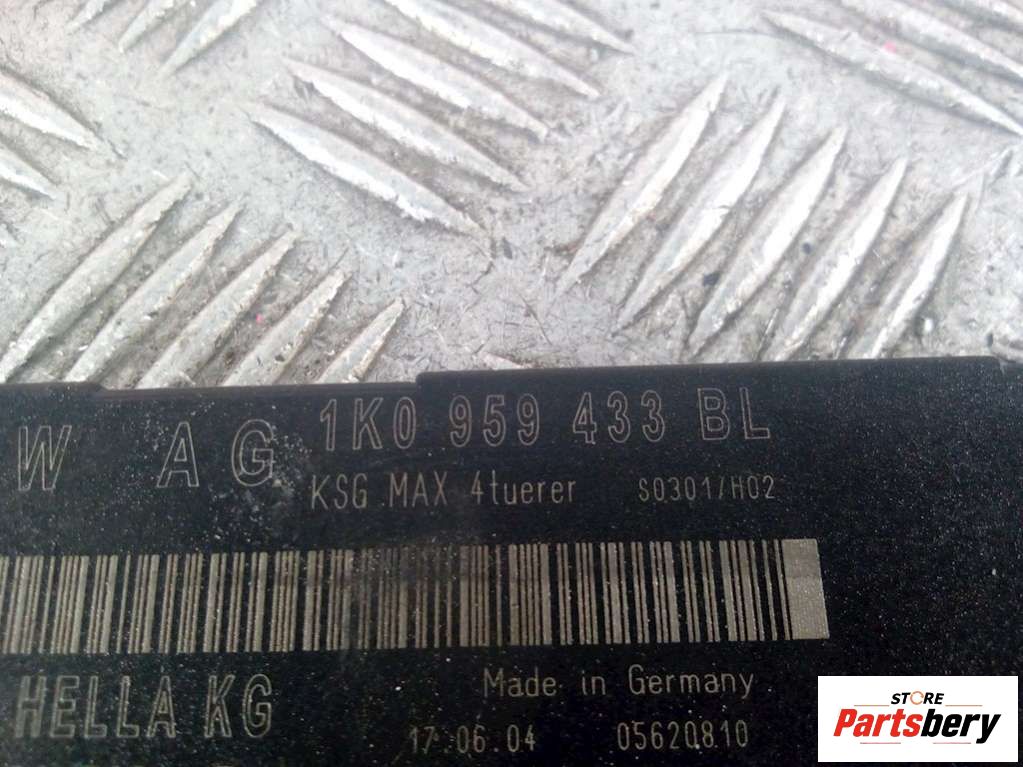 W AG 1K0 959 433 BL
KSG MAX 4tuerer S0301/H02
HELLA KG Made in Germany
17.06.04 05620810
STORE
Partsbery